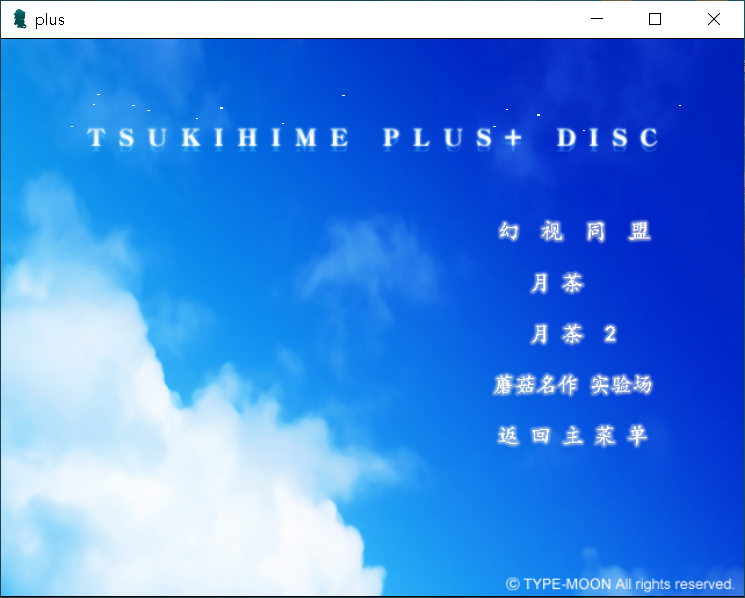 plus
TSUKIHIME PLUS+ DISC
幻视同盟
月茶
月茶 2
蘑菇名作 实验场
返回主菜单
© TYPE-MOON All rights reserved.